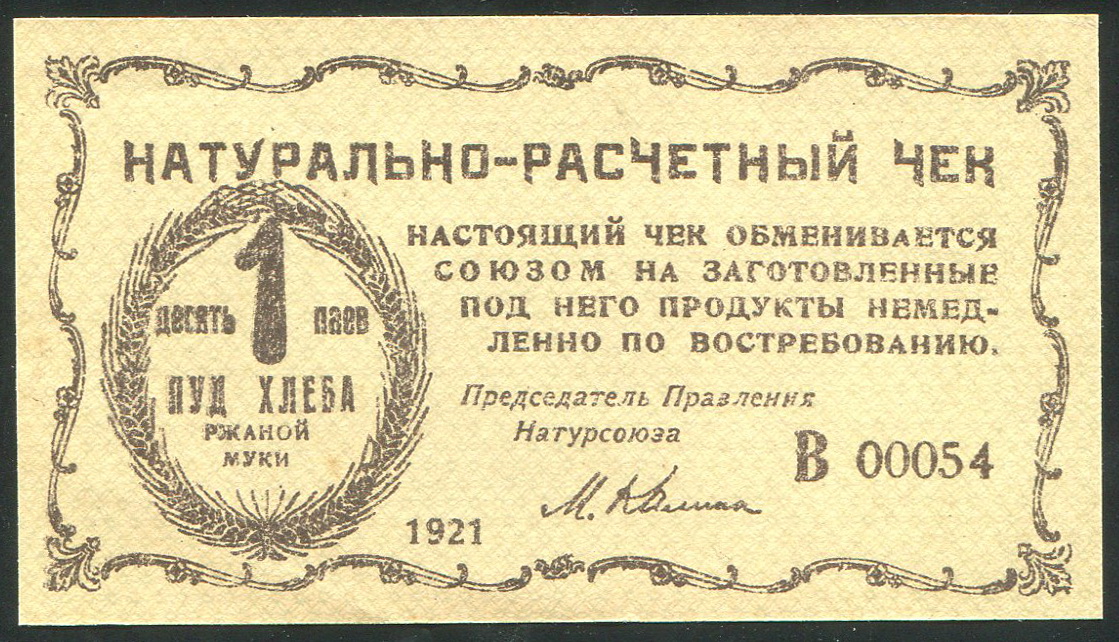 НАТУРАЛЬНО-РАСЧЕТНЫЙ ЧЕК
НАСТОЯЩИЙ ЧЕК ОБМЕНИВАЕТСЯ
СОЮЗОМ НА ЗАГОТОВЛЕННЫЕ
ПОД НЕГО ПРОДУКТЫ НЕМЕД-
ЛЕННО ПО ВОСТРЕБОВАНИЮ.
десять 1 паев
ПУД ХЛЕБА
РЖАНОЙ
МУКИ
Председатель Правления
Натурсоюза
В 00054
1921